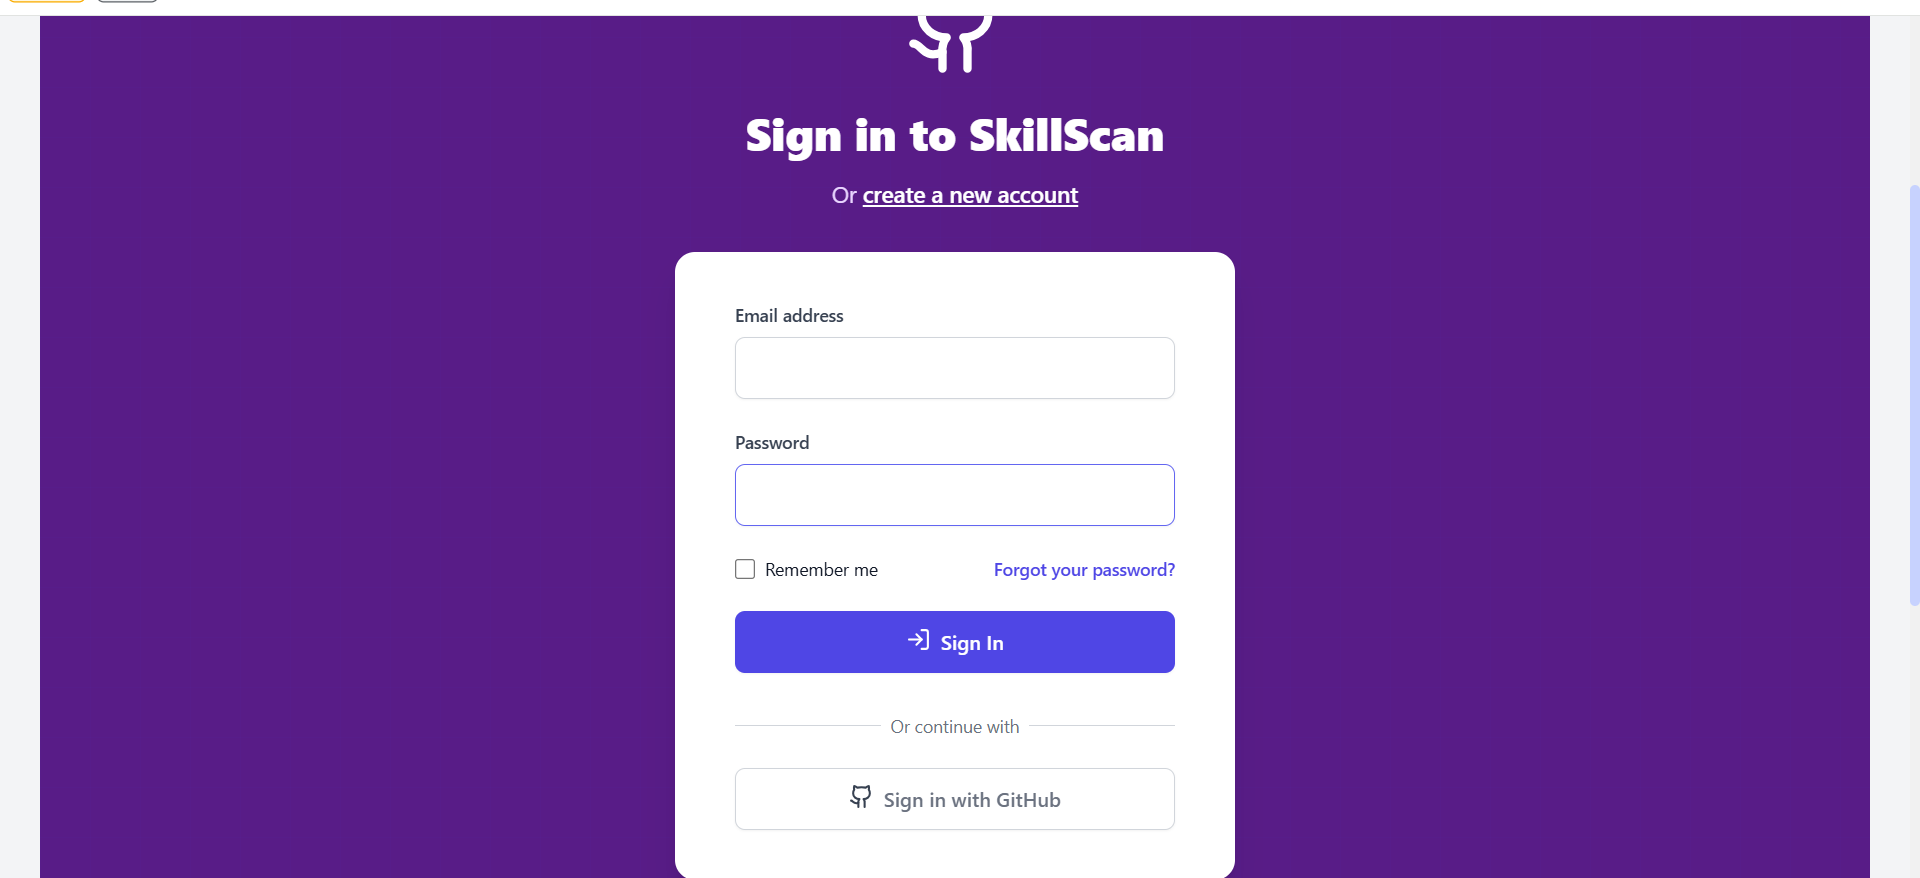 Sign in to SkillScan
Or create a new account
Email address
Password
Remember me
Forgot your password?
Sign In
Or continue with
Sign in with GitHub